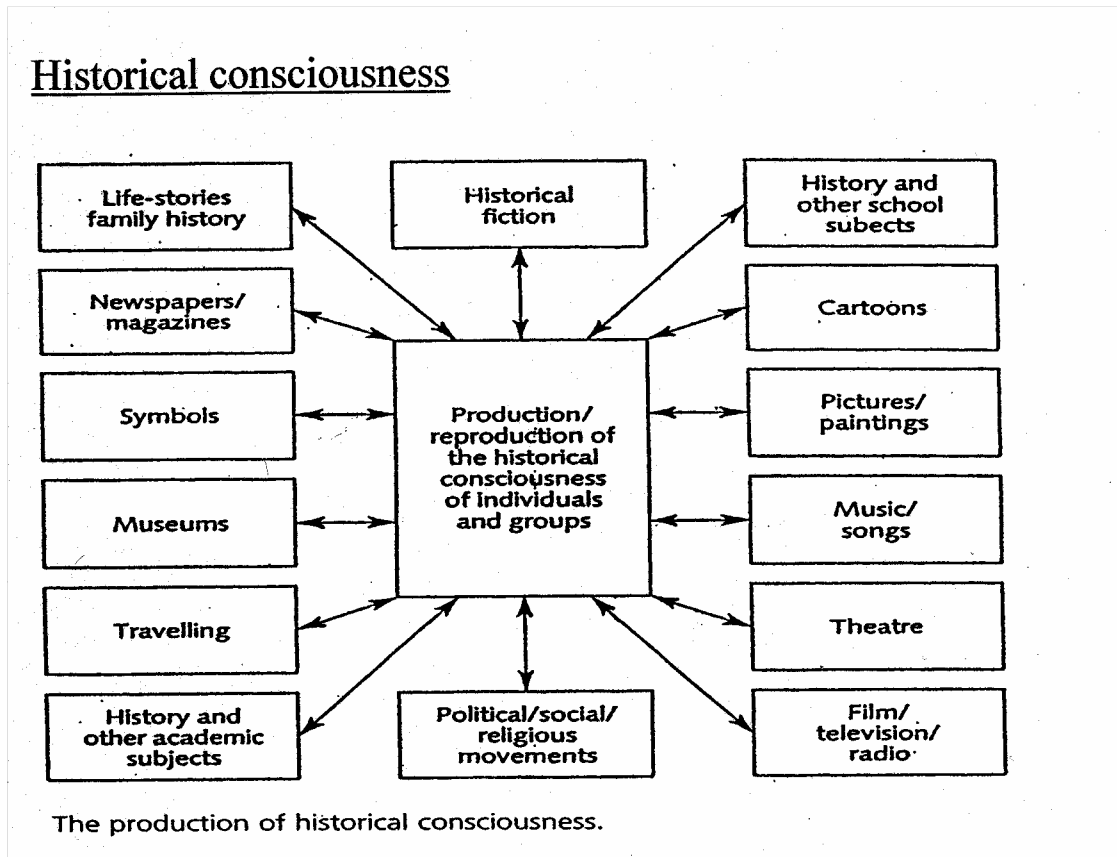 Historical consciousness
Life-stories
family history
Historical
fiction
History and
other school
subects
Newspapers/
magazines
Cartoons
Symbols
Production/
reproduction of
the historical
consciousness
of individuals
and groups
Pictures/
paintings
Museums
Music/
songs
Travelling
Theatre
History and
other academic
subjects
Political/social/
religious
movements
Film/
television/
radio
The production of historical consciousness.